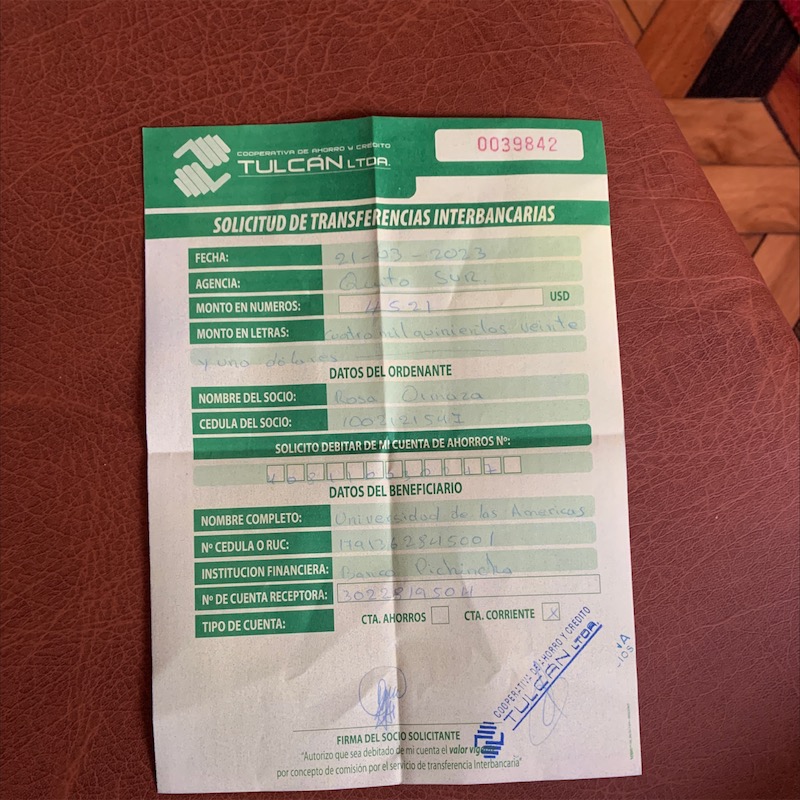 COOPERATIVA DE AHORRO Y CRÉDITO
TULCÁN LTDA.
0039842
SOLICITUD DE TRANSFERENCIAS INTERBANCARIAS
FECHA: 21-03-2023
AGENCIA: Quito SUR.
MONTO EN NUMEROS: 4521 USD
MONTO EN LETRAS: Cuatro mil quinientos veinte
y uno dólares
DATOS DEL ORDENANTE
NOMBRE DEL SOCIO: Rosa
CEDULA DEL SOCIO:
SOLICITO DEBITAR DE MI CUENTA DE AHORROS Nº:
DATOS DEL BENEFICIARIO
NOMBRE COMPLETO: Universidad de las Americas
Nº CEDULA O RUC:
INSTITUCION FINANCIERA: Banco Pichincha
Nº DE CUENTA RECEPTORA:
TIPO DE CUENTA: CTA. AHORROS CTA. CORRIENTE X
COOPERATIVA DE AHORRO Y CREDITO
TULCÁN LTDA.
FIRMA DEL SOCIO SOLICITANTE
"Autorizo que sea debitado de mi cuenta el valor
por concepto de comisión por el servicio de transferencia Interbancaria"